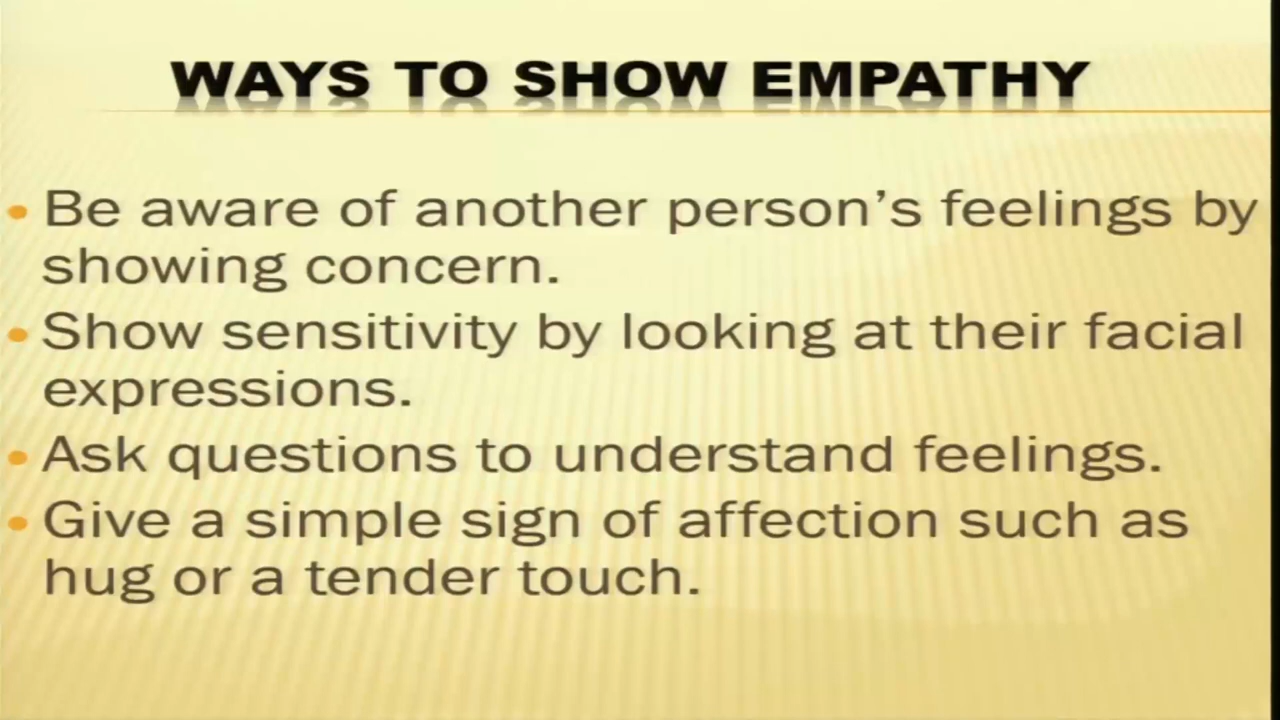 WAYS TO SHOW EMPATHY
• Be aware of another person’s feelings by
showing concern.
• Show sensitivity by looking at their facial
expressions.
• Ask questions to understand feelings.
• Give a simple sign of affection such as
hug or a tender touch.